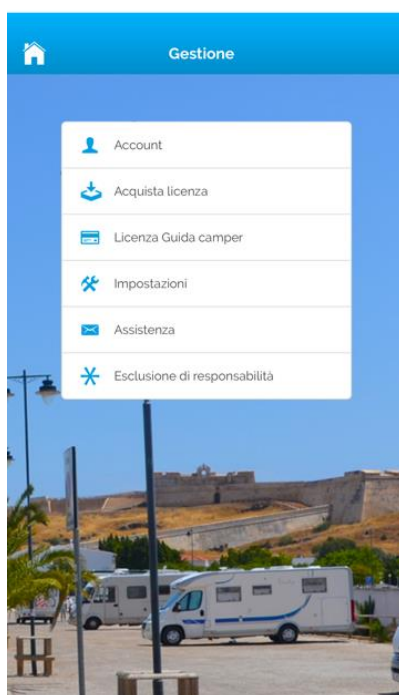 Gestione
Account
Acquista licenza
Licenza Guida camper
Impostazioni
Assistenza
Esclusione di responsabilità